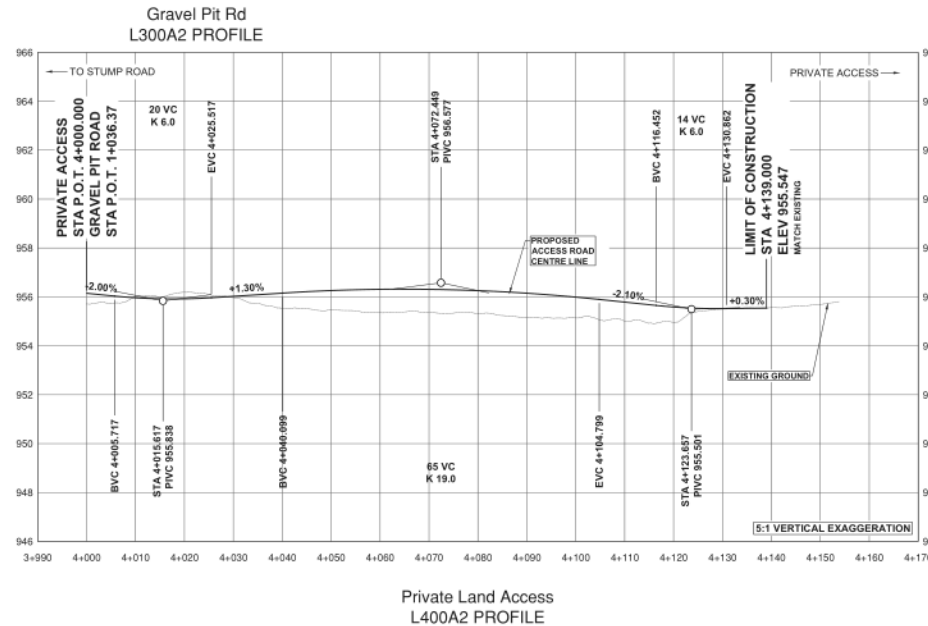 Gravel Pit Rd
L300A2 PROFILE
966
964
962
960
958
956
954
952
950
948
946
TO STUMP ROAD
PRIVATE ACCESS
PRIVATE ACCESS
STA P.O.T. 4+000.000
GRAVEL PIT ROAD
STA P.O.T. 1+036.37
20 VC
K 6.0
EVC 4+025.517
STA 4+072.449
PIVC 956.577
BVC 4+116.452
14 VC
K 6.0
EVC 4+130.862
LIMIT OF CONSTRUCTION
STA 4+139.000
ELEV 955.547
MATCH EXISTING
PROPOSED
ACCESS ROAD
CENTRE LINE
-2.00%
+1.30%
-2.10%
+0.30%
EXISTING GROUND
BVC 4+005.717
STA 4+015.617
PIVC 955.838
BVC 4+040.099
65 VC
K 19.0
EVC 4+104.799
STA 4+123.657
PIVC 955.501
5:1 VERTICAL EXAGGERATION
3+990 4+000 4+010 4+020 4+030 4+040 4+050 4+060 4+070 4+080 4+090 4+100 4+110 4+120 4+130 4+140 4+150 4+160 4+170
Private Land Access
L400A2 PROFILE